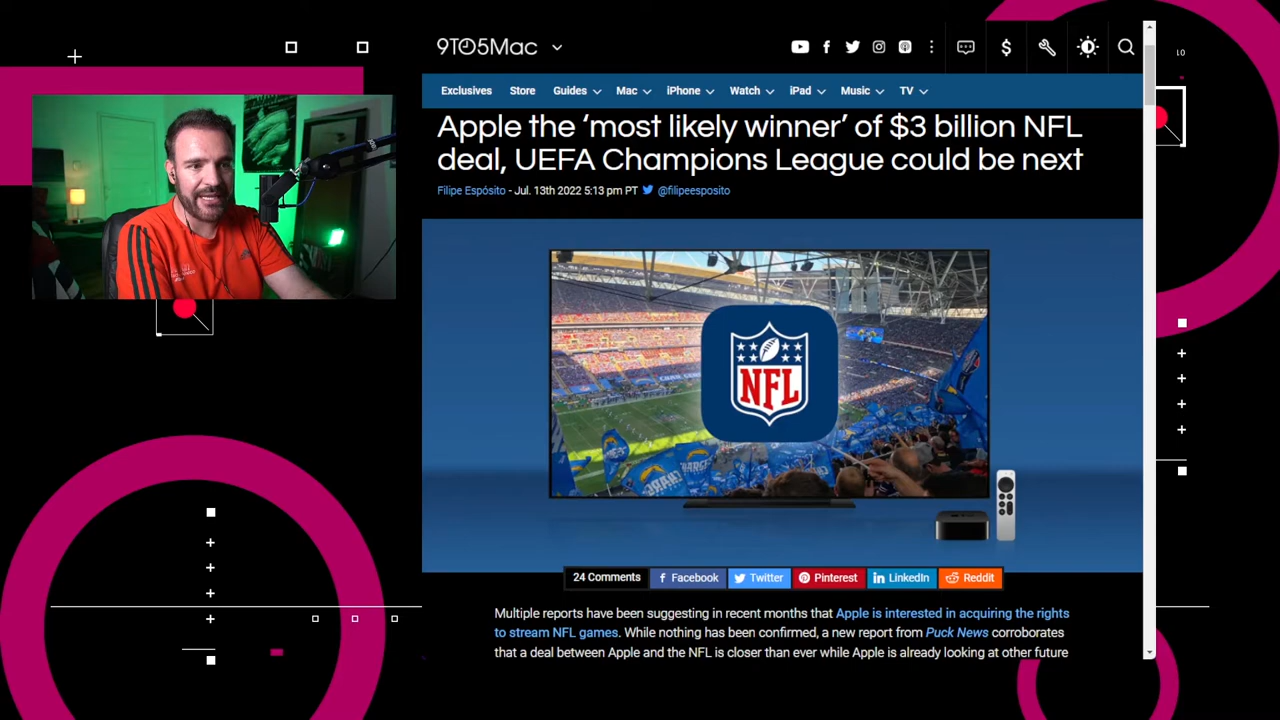 9TO5Mac
Exclusives Store Guides Mac iPhone Watch iPad Music TV
Apple the ‘most likely winner’ of $3 billion NFL
deal, UEFA Champions League could be next
Filipe Espósito - Jul. 13th 2022 5:13 pm PT @filipeesposito
NFL
24 Comments Facebook Twitter Pinterest LinkedIn Reddit
Multiple reports have been suggesting in recent months that Apple is interested in acquiring the rights
to stream NFL games. While nothing has been confirmed, a new report from Puck News corroborates
that a deal between Apple and the NFL is closer than ever while Apple is already looking at other future